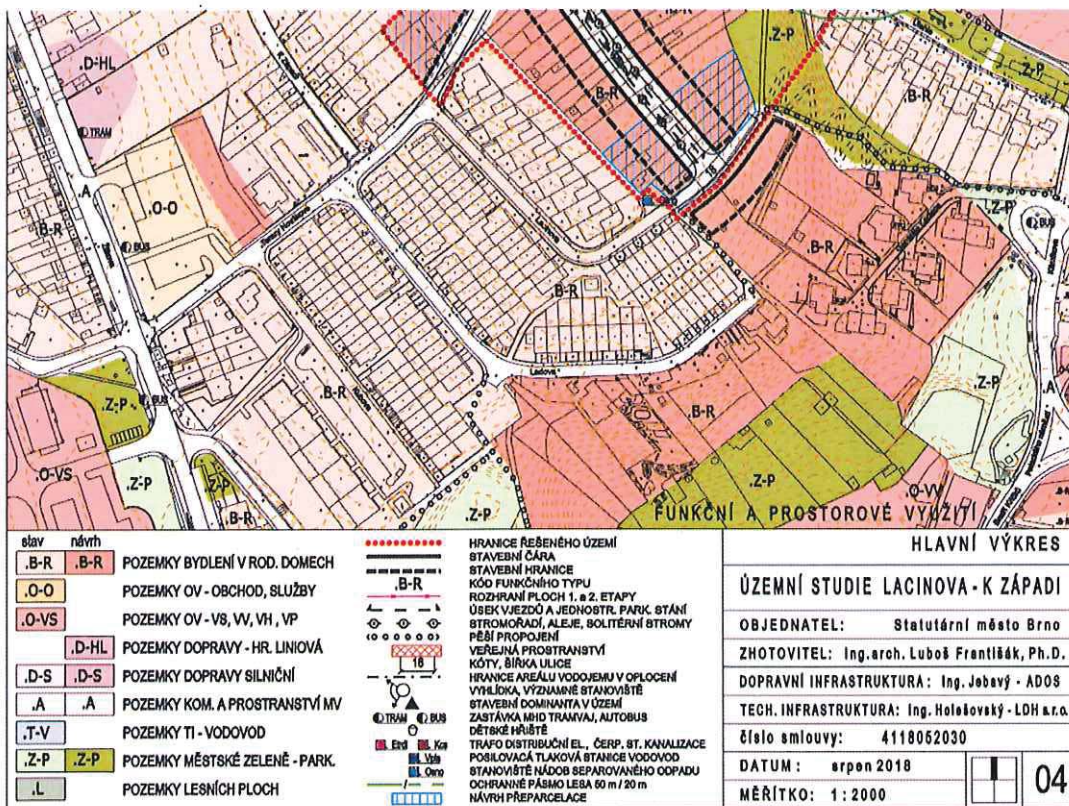 .Z-P
.D-HL
.Z-P
.B-R
.B-R
TRAM
18
.Z-P
A
.O-O
Lacinova
.B-R
BUS
.B-R
BUS
.B-R
.Z-P
Ladova
.Z-P
A
BUS
.B-R
.B-R
.O-VS
.Z-P
.Z-P
.Z-P
.O-VV
.B-R
.Z-P
FUNKČNÍ A PROSTOROVÉ VYUŽITÍ
stav návrh
.B-R .B-R POZEMKY BYDLENÍ V ROD. DOMECH
.O-O POZEMKY OV - OBCHOD, SLUŽBY
.O-VS POZEMKY OV - VS, VV, VH , VP
.D-HL POZEMKY DOPRAVY - HR. LINIOVÁ
.D-S .D-S POZEMKY DOPRAVY SILNIČNÍ
.A .A POZEMKY KOM. A PROSTRANSTVÍ MV
.T-V POZEMKY TI - VODOVOD
.Z-P .Z-P POZEMKY MĚSTSKÉ ZELENĚ - PARK.
.L POZEMKY LESNÍCH PLOCH
HRANICE ŘEŠENÉHO ÚZEMÍ
STAVEBNÍ ČÁRA
STAVEBNÍ HRANICE
.B-R KÓD FUNKČNÍHO TYPU
ROZHRANÍ PLOCH 1. a 2. ETAPY
ÚSEK VJEZDŮ A JEDNOSTR. PARK. STÁNÍ
STROMOŘADÍ, ALEJE, SOLITÉRNÍ STROMY
PĚŠÍ PROPOJENÍ
VEŘEJNÁ PROSTRANSTVÍ
18 KÓTY, ŠÍŘKA ULICE
HRANICE AREÁLU VODOJEMU V OPLOCENÍ
VYHLÍDKA, VÝZNAMNÉ STANOVIŠTĚ
STAVEBNÍ DOMINANTA V ÚZEMÍ
TRAM BUS ZASTÁVKA MHD TRAMVAJ, AUTOBUS
DĚTSKÉ HŘIŠTĚ
TRAFO DISTRIBUČNÍ EL., ČERP. ST. KANALIZACE
POSILOVACÍ TLAKOVÁ STANICE VODOVOD
STANOVIŠTĚ NÁDOB SEPAROVANÉHO ODPADU
OCHRANNÉ PÁSMO LESA 50 m / 20 m
NÁVRH PŘEPARCELACE
HLAVNÍ VÝKRES
ÚZEMNÍ STUDIE LACINOVA - K ZÁPADI
OBJEDNATEL: Statutární město Brno
ZHOTOVITEL: Ing.arch. Luboš Františák, Ph.D.
DOPRAVNÍ INFRASTRUKTURA : Ing. Jebavý - ADOS
TECH. INFRASTRUKTURA: Ing. Holešovský - LDH s.r.o.
číslo smlouvy: 4118052030
DATUM : srpen 2018
MĚŘÍTKO: 1 : 2000
04